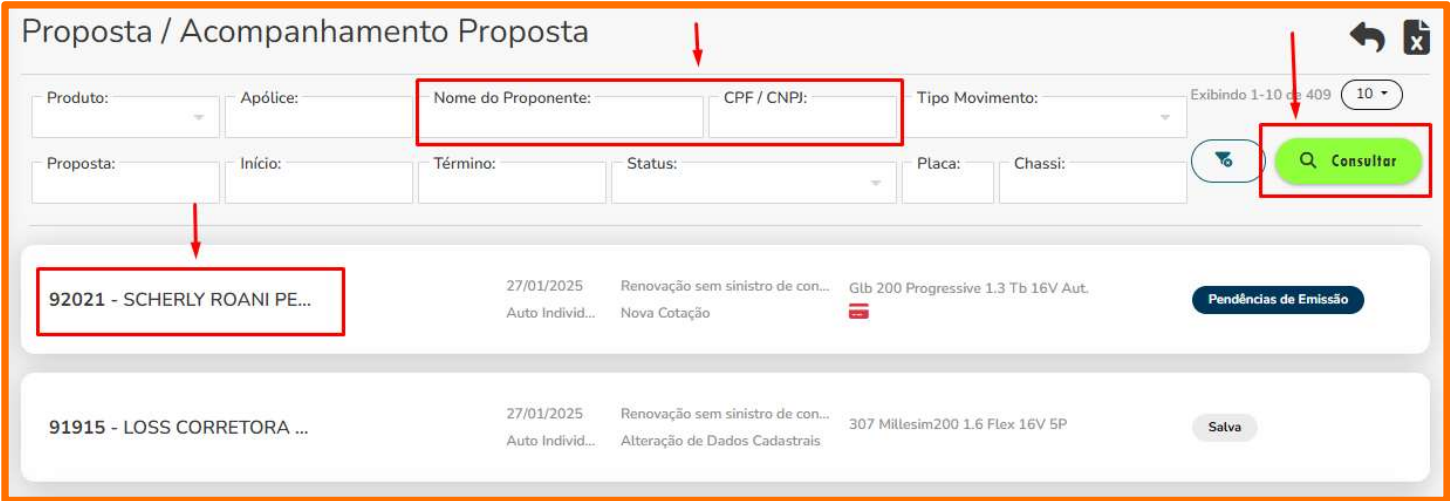 Proposta / Acompanhamento Proposta
Produto: Apólice: Nome do Proponente: CPF / CNPJ: Tipo Movimento: Exibindo 1-10 de 409 10
Proposta: Início: Término: Status: Placa: Chassi: Consultar
92021 - SCHERLY ROANI PE... 27/01/2025 Renovação sem sinistro de con... Glb 200 Progressive 1.3 Tb 16V Aut. Pendências de Emissão
Auto Individ... Nova Cotação
91915 - LOSS CORRETORA ... 27/01/2025 Renovação sem sinistro de con... 307 Millesim200 1.6 Flex 16V 5P Salva
Auto Individ... Alteração de Dados Cadastrais